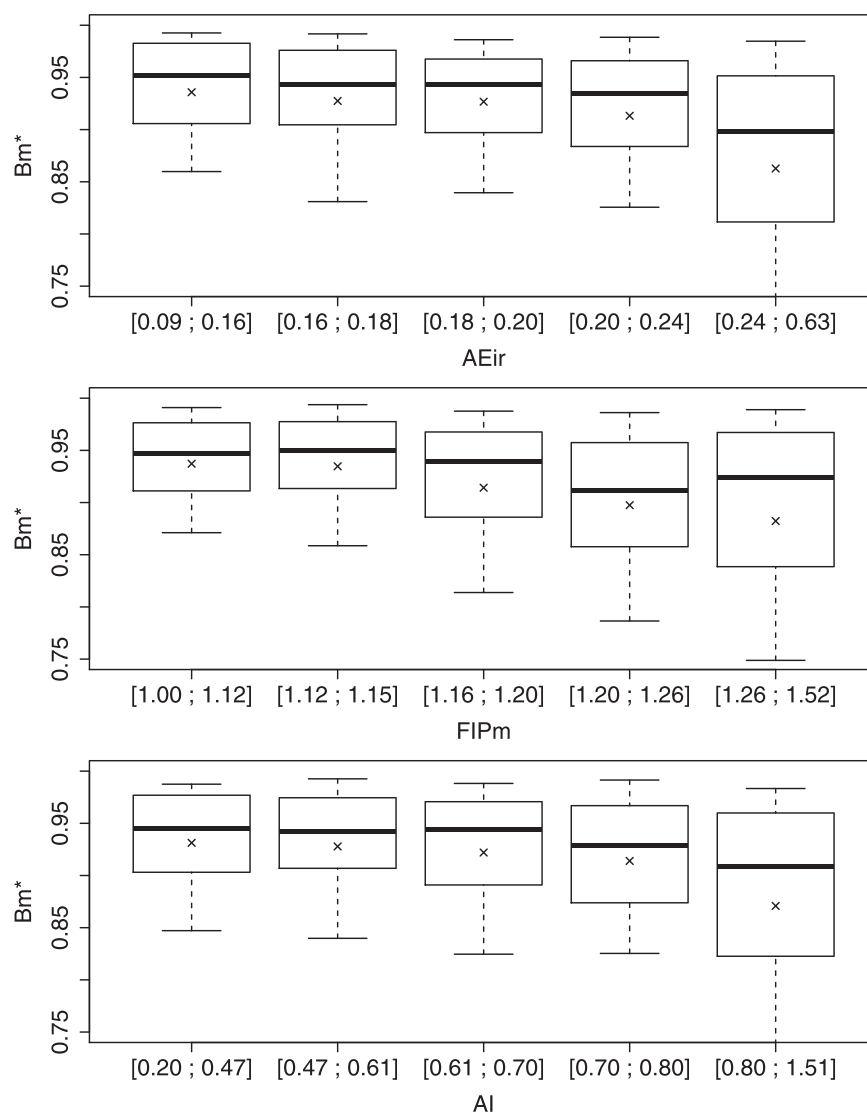 Bm*
0.95
0.85
0.75
[0.09 ; 0.16] [0.16 ; 0.18] [0.18 ; 0.20] [0.20 ; 0.24] [0.24 ; 0.63]
AEir
Bm*
0.95
0.85
0.75
[1.00 ; 1.12] [1.12 ; 1.15] [1.16 ; 1.20] [1.20 ; 1.26] [1.26 ; 1.52]
FIPm
Bm*
0.95
0.85
0.75
[0.20 ; 0.47] [0.47 ; 0.61] [0.61 ; 0.70] [0.70 ; 0.80] [0.80 ; 1.51]
AI